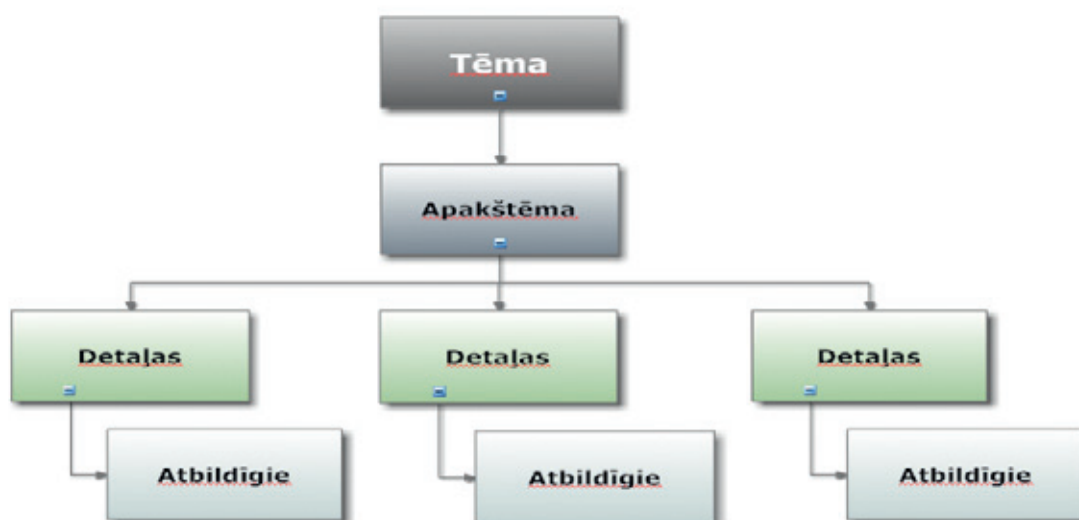 Tēma
Apakštēma
Detaļas
Detaļas
Detaļas
Atbildīgie
Atbildīgie
Atbildīgie